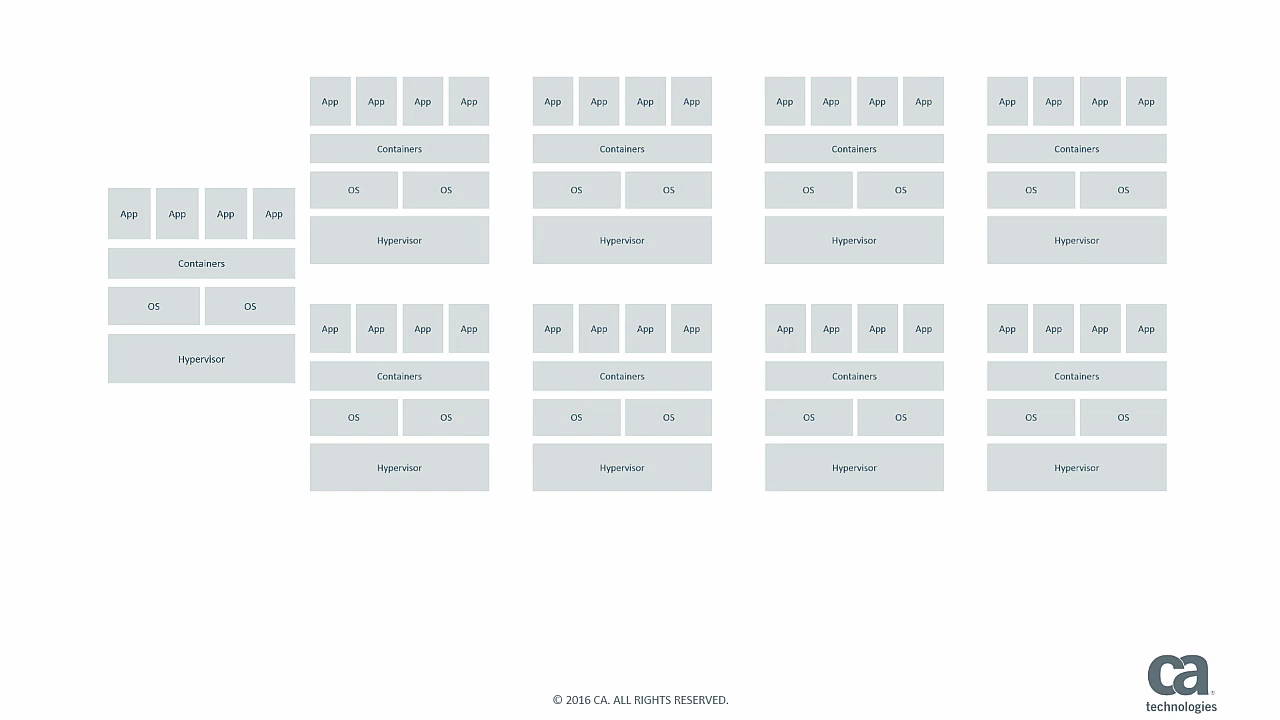 App App App App
Containers
OS OS
Hypervisor
App App App App
Containers
OS OS
Hypervisor
App App App App
Containers
OS OS
Hypervisor
App App App App
Containers
OS OS
Hypervisor
App App App App
Containers
OS OS
Hypervisor
App App App App
Containers
OS OS
Hypervisor
App App App App
Containers
OS OS
Hypervisor
App App App App
Containers
OS OS
Hypervisor
App App App App
Containers
OS OS
Hypervisor
© 2016 CA. ALL RIGHTS RESERVED.
ca
technologies